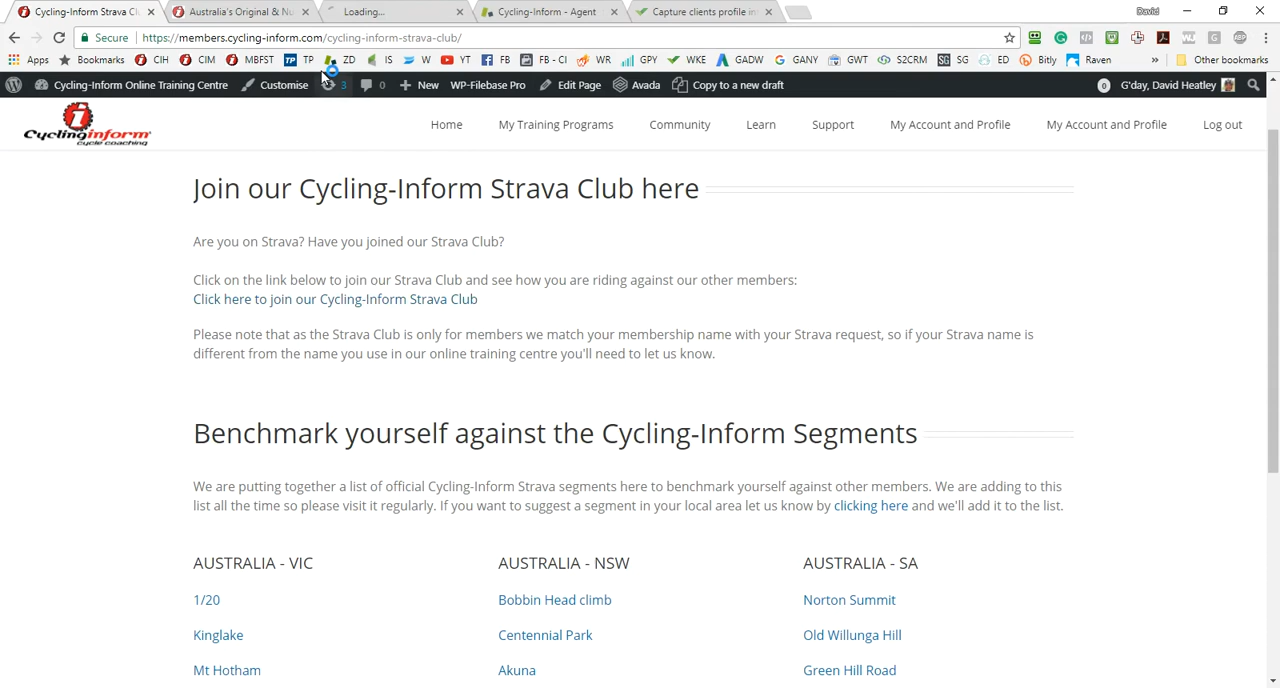 Cycling-Inform Strava Cl
Australia's Original & Nu
Loading...
Cycling-Inform - Agent
Capture clients profile in
David
Secure https://members.cycling-inform.com/cycling-inform-strava-club/
Apps Bookmarks CIH CIM MBFST TP ZD IS W YT FB FB - CI WR GPY WKE GADW GANY GWT S2CRM SG ED Bitly Raven » Other bookmarks
Cycling-Inform Online Training Centre Customise 3 0 New WP-Filebase Pro Edit Page Avada Copy to a new draft 0 G'day, David Heatley
Cyclinginform
cycle coaching
Home My Training Programs Community Learn Support My Account and Profile My Account and Profile Log out
Join our Cycling-Inform Strava Club here
Are you on Strava? Have you joined our Strava Club?
Click on the link below to join our Strava Club and see how you are riding against our other members:
Click here to join our Cycling-Inform Strava Club
Please note that as the Strava Club is only for members we match your membership name with your Strava request, so if your Strava name is
different from the name you use in our online training centre you'll need to let us know.
Benchmark yourself against the Cycling-Inform Segments
We are putting together a list of official Cycling-Inform Strava segments here to benchmark yourself against other members. We are adding to this
list all the time so please visit it regularly. If you want to suggest a segment in your local area let us know by clicking here and we'll add it to the list.
AUSTRALIA - VIC
1/20
Kinglake
Mt Hotham
AUSTRALIA - NSW
Bobbin Head climb
Centennial Park
Akuna
AUSTRALIA - SA
Norton Summit
Old Willunga Hill
Green Hill Road